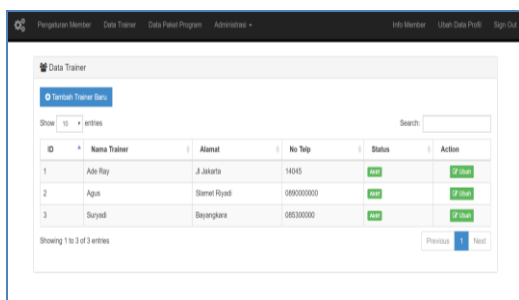 Pengaturan Member Data Trainer Data Paket Program Administrasi Info Member Ubah Data Profil Sign Out
Data Trainer
Tambah Trainer Baru
Show 10 entries Search:
ID Nama Trainer Alamat No Telp Status Action
1 Ade Ray Jl Jakarta 14045 Aktif Ubah
2 Agus Slamet Riyadi 0890000000 Aktif Ubah
3 Suryadi Bayangkara 085300000 Aktif Ubah
Showing 1 to 3 of 3 entries Previous 1 Next